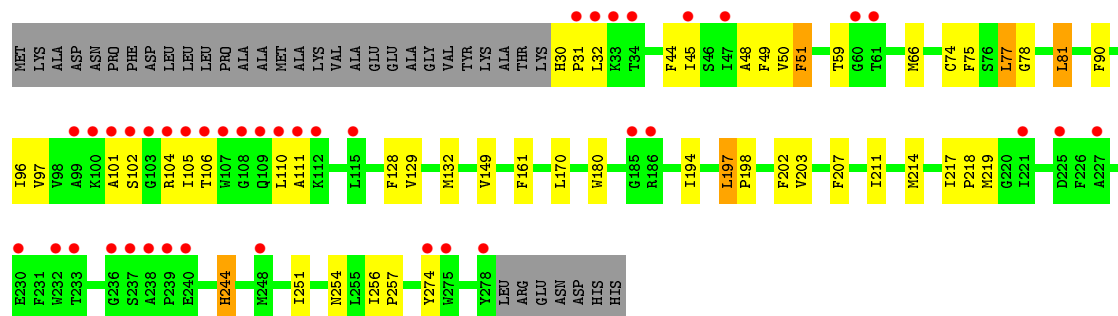 MET LYS ALA ASP ASN PRO PHE ASP LEU LEU LEU PRO ALA ALA MET ALA LYS VAL ALA GLU GLU ALA GLY VAL TYR LYS ALA THR LYS H30 P31 L32 K33 T34 F44 I45 S46 I47 A48 F49 V50 F51 T59 G60 T61 M66 C74 F75 S76 L77 G78 L81 F90
I96 V97 V98 A99 K100 A101 S102 G103 R104 I105 T106 W107 G108 Q109 L110 A111 K112 L115 F128 V129 M132 V149 F161 L170 W180 G185 R186 I194 L197 P198 F202 V203 F207 I211 M214 I217 P218 M219 G220 I221 D225 F226 A227
E230 F231 W232 T233 G236 S237 A238 P239 E240 H244 M248 I251 N254 L255 I256 P257 Y274 W275 Y278 LEU ARG GLU ASN ASP HIS HIS